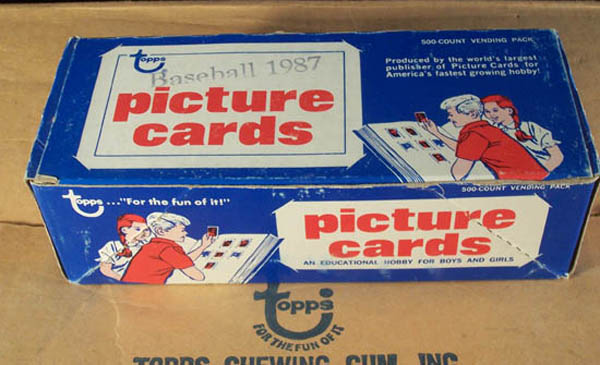 topps
Baseball 1987
picture
cards
500-COUNT VENDING PACK
Produced by the world's largest
publisher of Picture Cards for
America's fastest growing hobby!
500-COUNT VENDING PACK
topps ..."For the fun of it!"
picture
cards
AN EDUCATIONAL HOBBY FOR BOYS AND GIRLS
topps
FOR THE FUN OF IT
TOPPS CHEWING GUM, INC